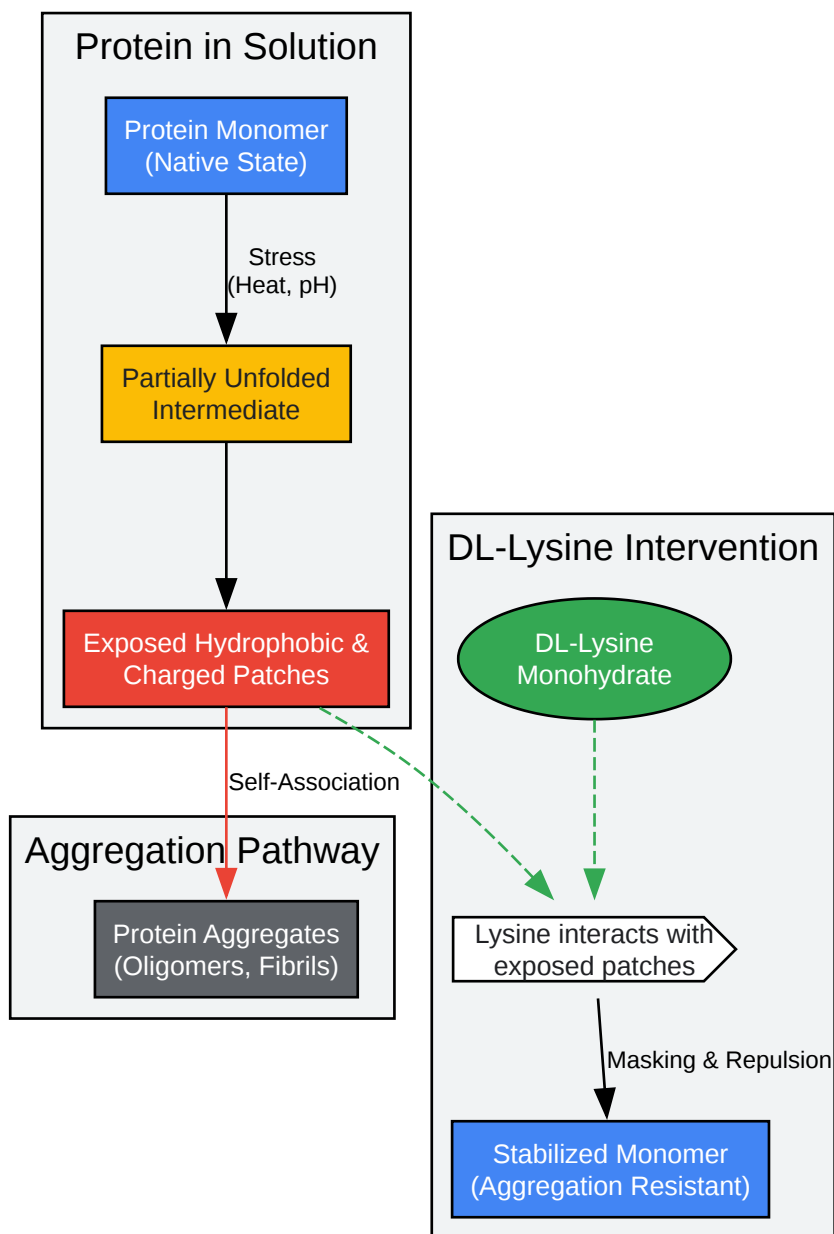 Protein in Solution
Protein Monomer
(Native State)
Stress
(Heat, pH)
Partially Unfolded
Intermediate
Exposed Hydrophobic &
Charged Patches
Self-Association
Aggregation Pathway
Protein Aggregates
(Oligomers, Fibrils)
DL-Lysine Intervention
DL-Lysine
Monohydrate
Lysine interacts with
exposed patches
Masking & Repulsion
Stabilized Monomer
(Aggregation Resistant)